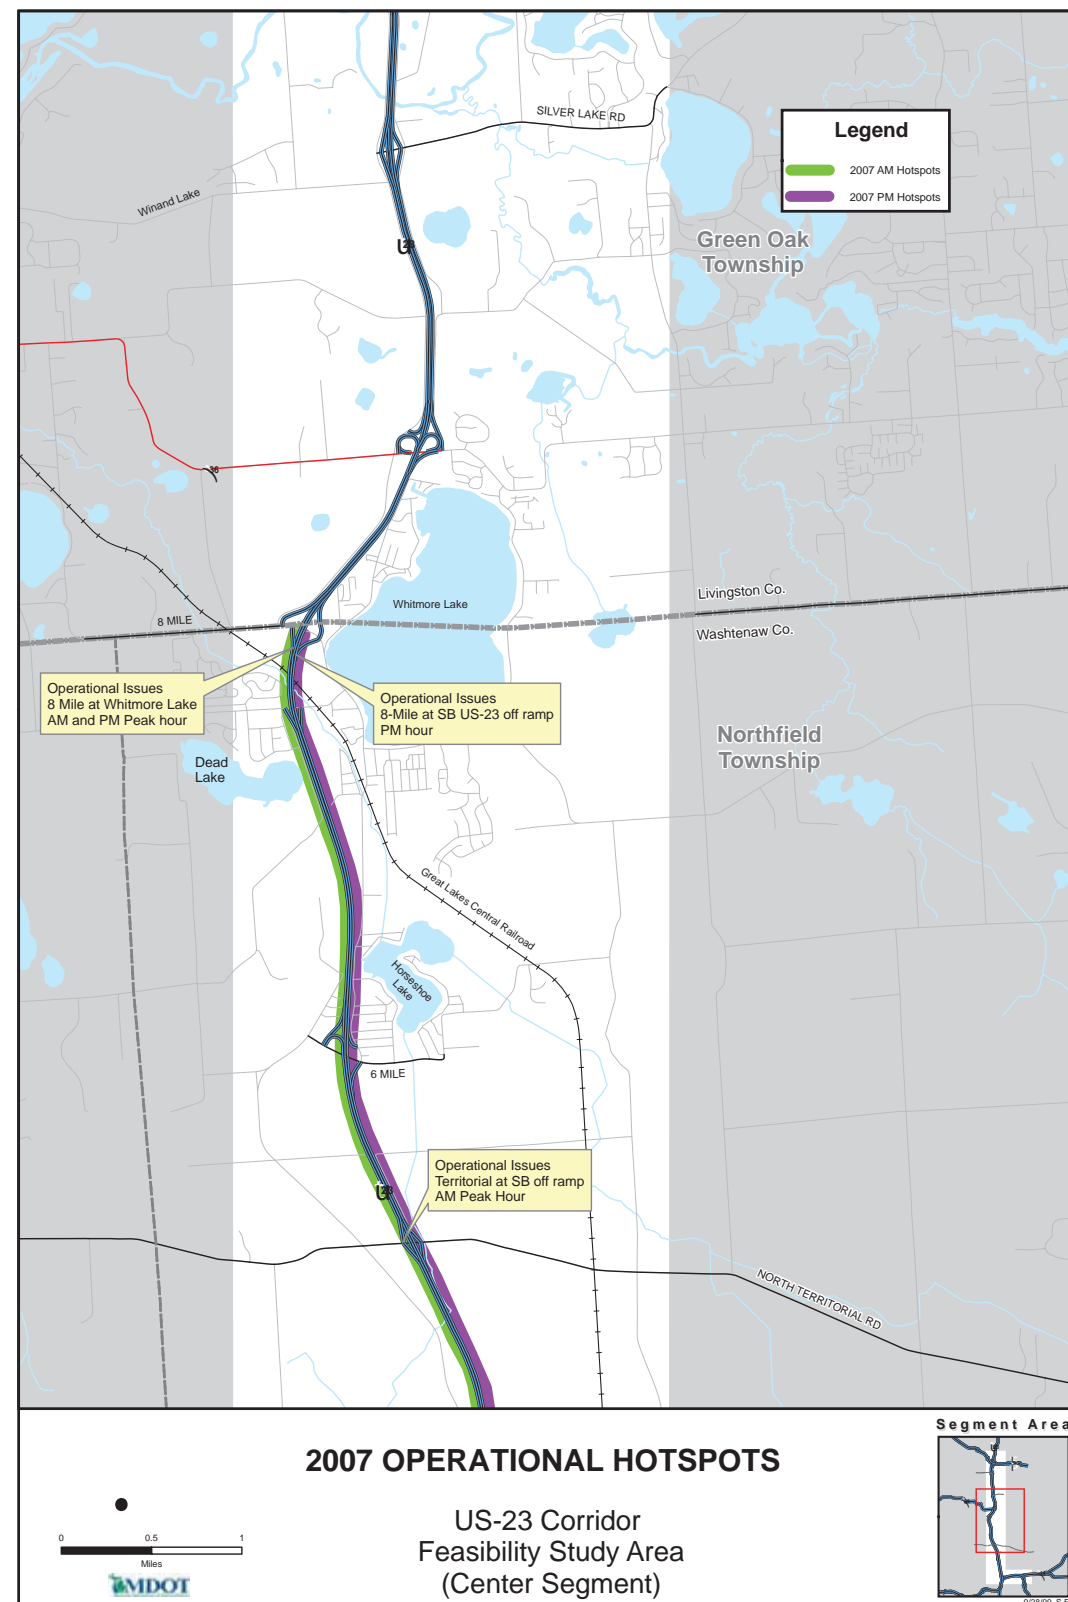 SILVER LAKE RD
Legend
2007 AM Hotspots
2007 PM Hotspots
Winand Lake
Green Oak
Township
U
23
36
Whitmore Lake
Livingston Co.
Washtenaw Co.
8 MILE
Operational Issues
8 Mile at Whitmore Lake
AM and PM Peak hour
Operational Issues
8-Mile at SB US-23 off ramp
PM hour
Northfield
Township
Dead
Lake
Great Lakes Central Railroad
Horseshoe
Lake
6 MILE
Operational Issues
Territorial at SB off ramp
AM Peak Hour
U
23
NORTH TERRITORIAL RD
Segment Area
2007 OPERATIONAL HOTSPOTS
US-23 Corridor
Feasibility Study Area
(Center Segment)
0 0.5 1
Miles
MDOT